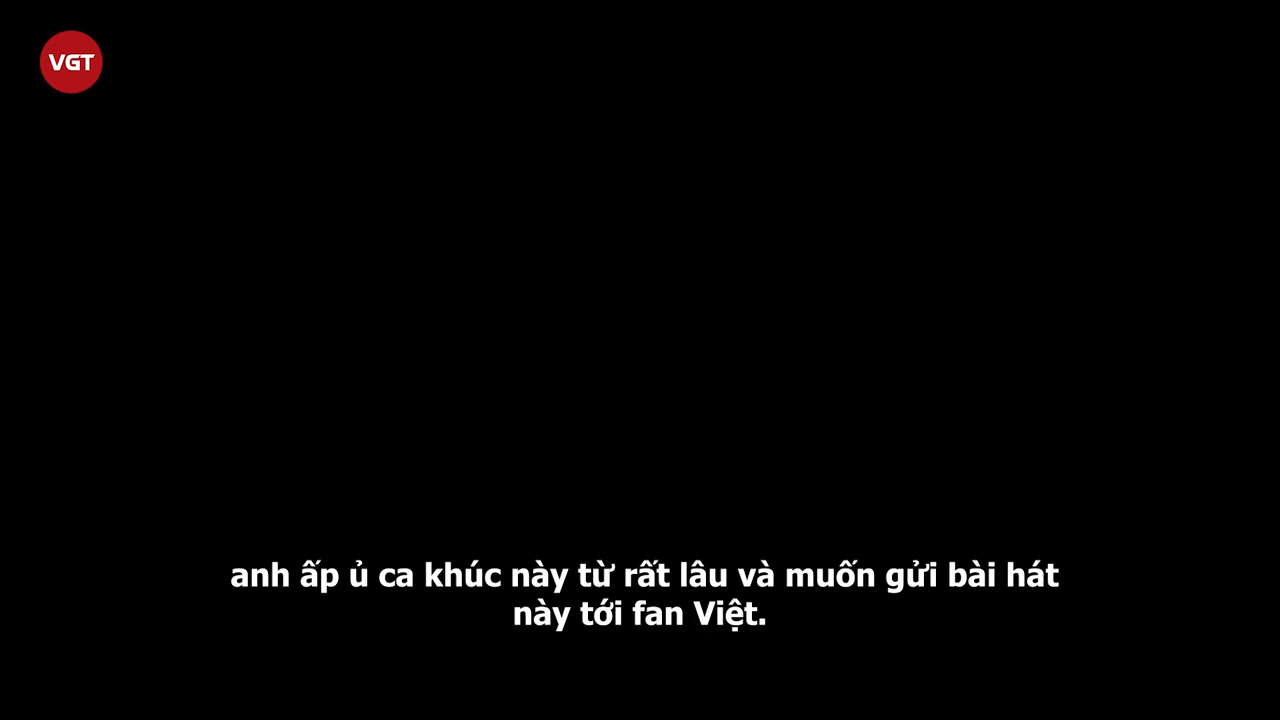 VGT
anh ấp ủ ca khúc này từ rất lâu và muốn gửi bài hát
này tới fan Việt.